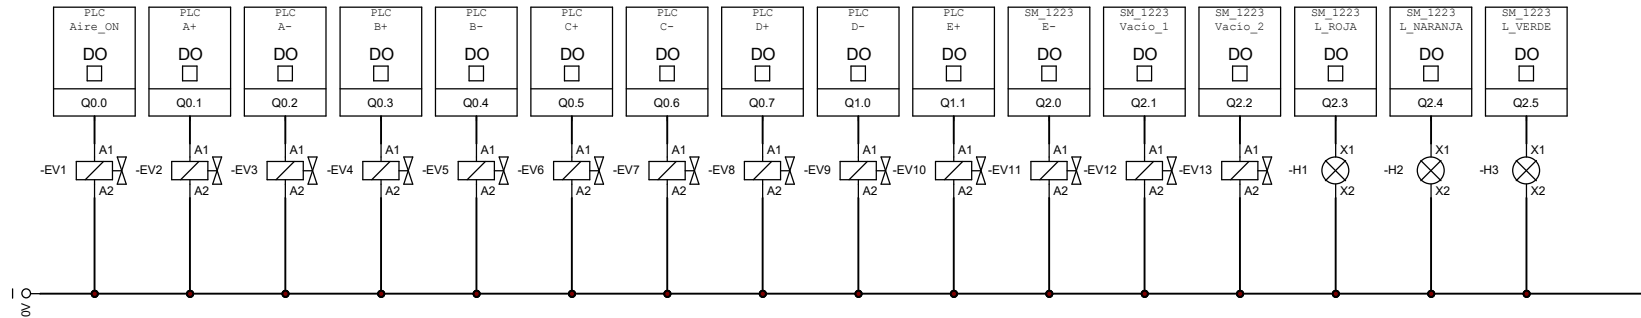 PLC PLC PLC PLC PLC PLC PLC PLC PLC PLC SM_1223 SM_1223 SM_1223 SM_1223 SM_1223 SM_1223
Aire_ON A+ A- B+ B- C+ C- D+ D- E+ E- Vacío_1 Vacío_2 L_ROJA L_NARANJA L_VERDE
DO DO DO DO DO DO DO DO DO DO DO DO DO DO DO DO
Q0.0 Q0.1 Q0.2 Q0.3 Q0.4 Q0.5 Q0.6 Q0.7 Q1.0 Q1.1 Q2.0 Q2.1 Q2.2 Q2.3 Q2.4 Q2.5
A1 A1 A1 A1 A1 A1 A1 A1 A1 A1 A1 A1 A1 X1 X1 X1
-EV1 -EV2 -EV3 -EV4 -EV5 -EV6 -EV7 -EV8 -EV9 -EV10 -EV11 -EV12 -EV13 -H1 -H2 -H3
A2 A2 A2 A2 A2 A2 A2 A2 A2 A2 A2 A2 A2 X2 X2 X2
0V